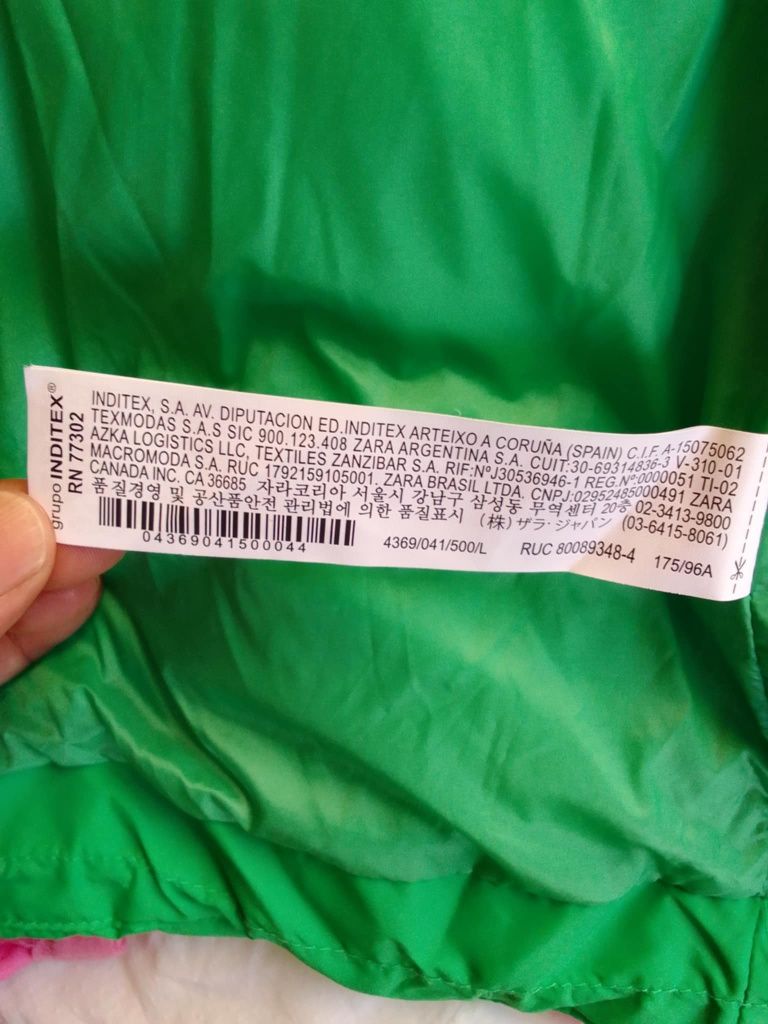 grupo INDITEX®
RN 77302
INDITEX, S.A. AV. DIPUTACION ED.INDITEX ARTEIXO A CORUÑA (SPAIN) C.I.F. A-15075062
TEXMODAS S.A.S SIC 900.123.408 ZARA ARGENTINA S.A. CUIT:30-69314836-3 V-310-01
AZKA LOGISTICS LLC, TEXTILES ZANZIBAR S.A. RIF:NºJ30536946-1 REG.Nº0000051 TI-02
MACROMODA S.A. RUC 1792159105001. ZARA BRASIL LTDA. CNPJ:02952485000491 ZARA
CANADA INC. CA 36685 자라코리아 서울시 강남구 삼성동 무역센터 20층 02-3413-9800
품질경영 및 공산품안전 관리법에 의한 품질표시 (株) ザラ・ジャパン (03-6415-8061)
04369041500044
4369/041/500/L
RUC 80089348-4
175/96A